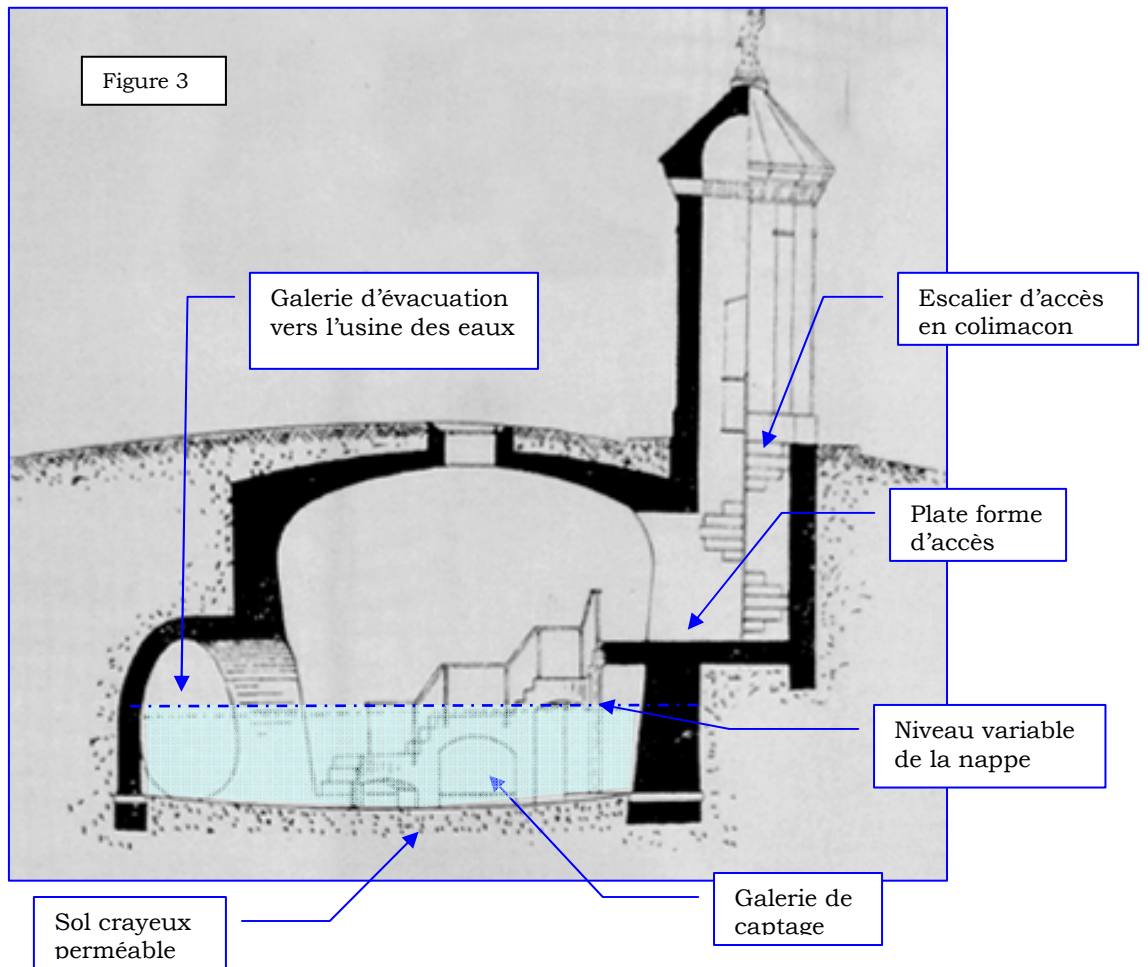 Figure 3
Galerie d’évacuation
vers l’usine des eaux
Escalier d’accès
en colimacon
Plate forme
d’accès
Niveau variable
de la nappe
Galerie de
captage
Sol crayeux
perméable